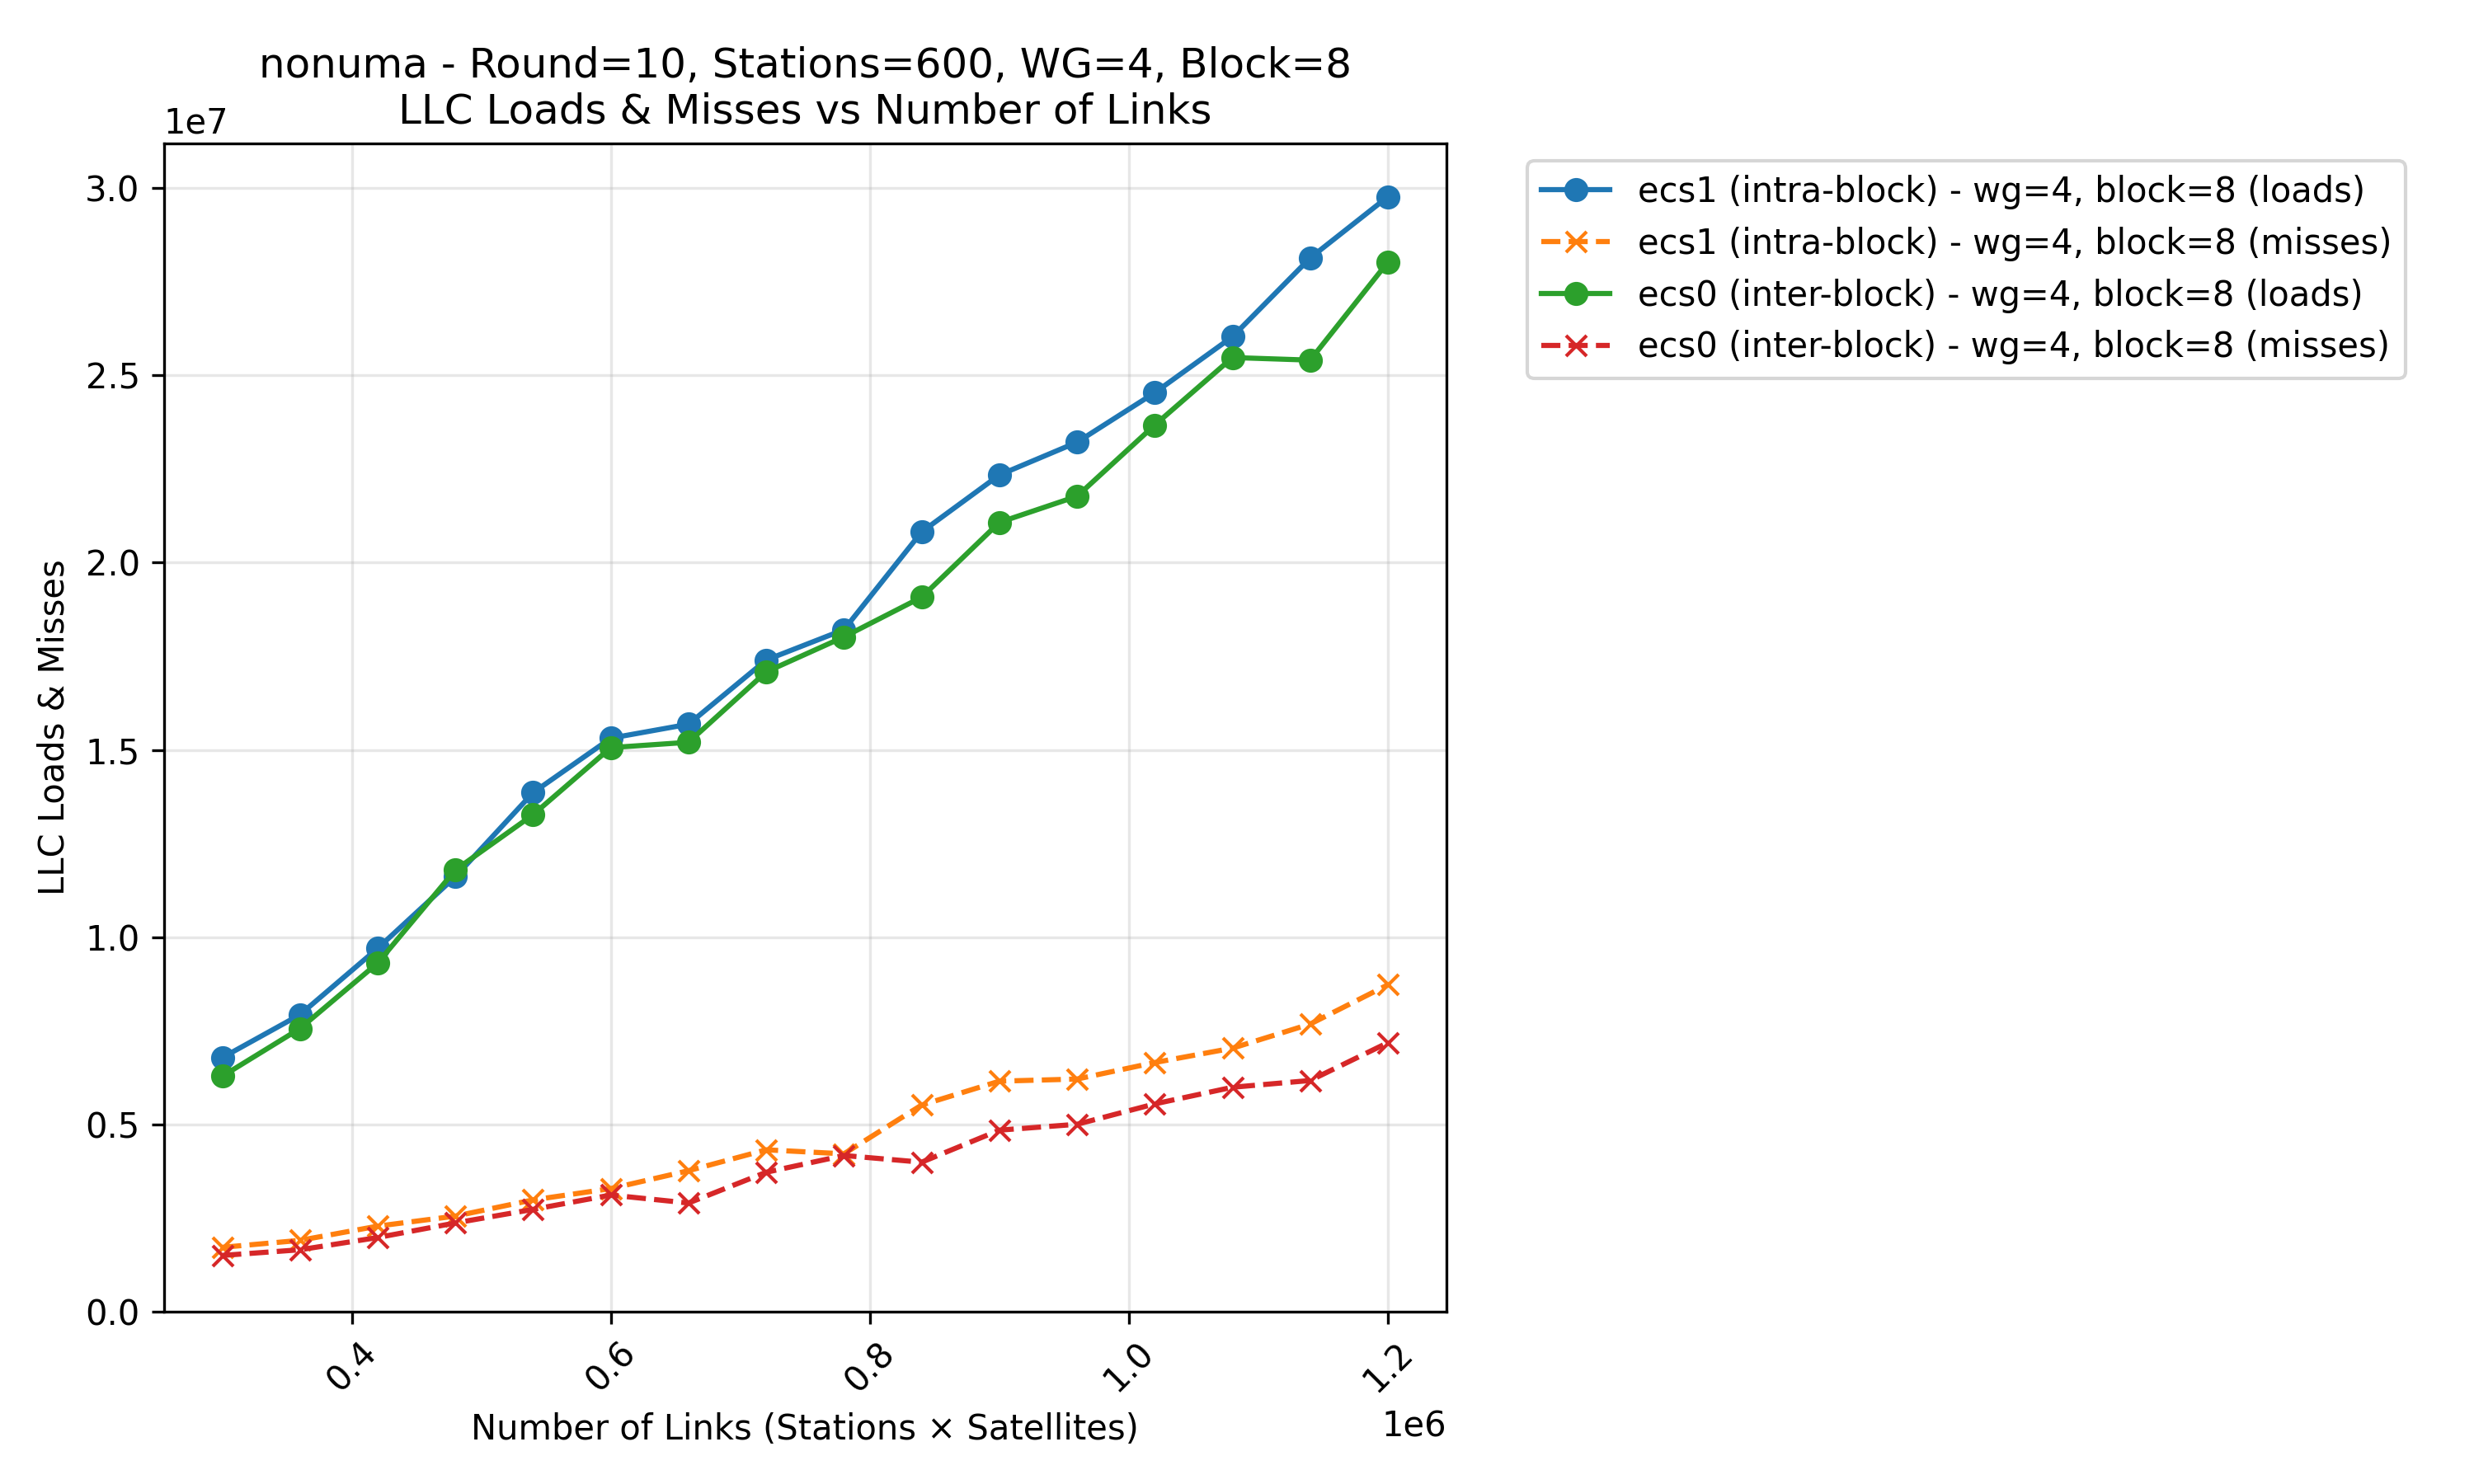 nonuma - Round=10, Stations=600, WG=4, Block=8
LLC Loads & Misses vs Number of Links
1e7
3.0
2.5
2.0
1.5
1.0
0.5
0.0
LLC Loads & Misses
0.4
0.6
0.8
1.0
1.2
1e6
Number of Links (Stations × Satellites)
ecs1 (intra-block) - wg=4, block=8 (loads)
ecs1 (intra-block) - wg=4, block=8 (misses)
ecs0 (inter-block) - wg=4, block=8 (loads)
ecs0 (inter-block) - wg=4, block=8 (misses)